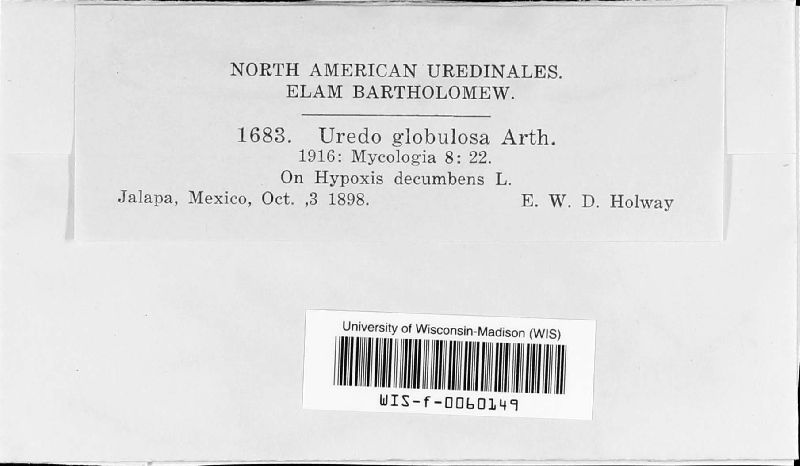 NORTH AMERICAN UREDINALES.
ELAM BARTHOLOMEW.
1683. Uredo globulosa Arth.
1916: Mycologia 8: 22.
On Hypoxis decumbens L.
Jalapa, Mexico, Oct. ,3 1898. E. W. D. Holway
University of Wisconsin-Madison (WIS)
WIS-f-0060149